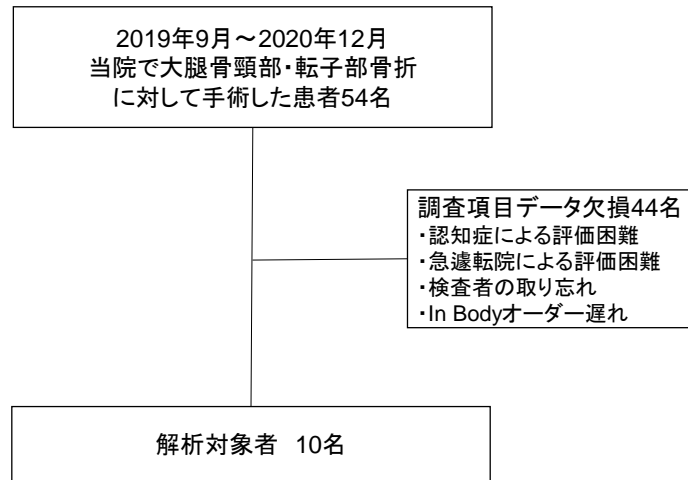 2019年9月～2020年12月
当院で大腿骨頸部・転子部骨折
に対して手術した患者54名
調査項目データ欠損44名
・認知症による評価困難
・急遽転院による評価困難
・検査者の取り忘れ
・In Bodyオーダー遅れ
解析対象者 10名